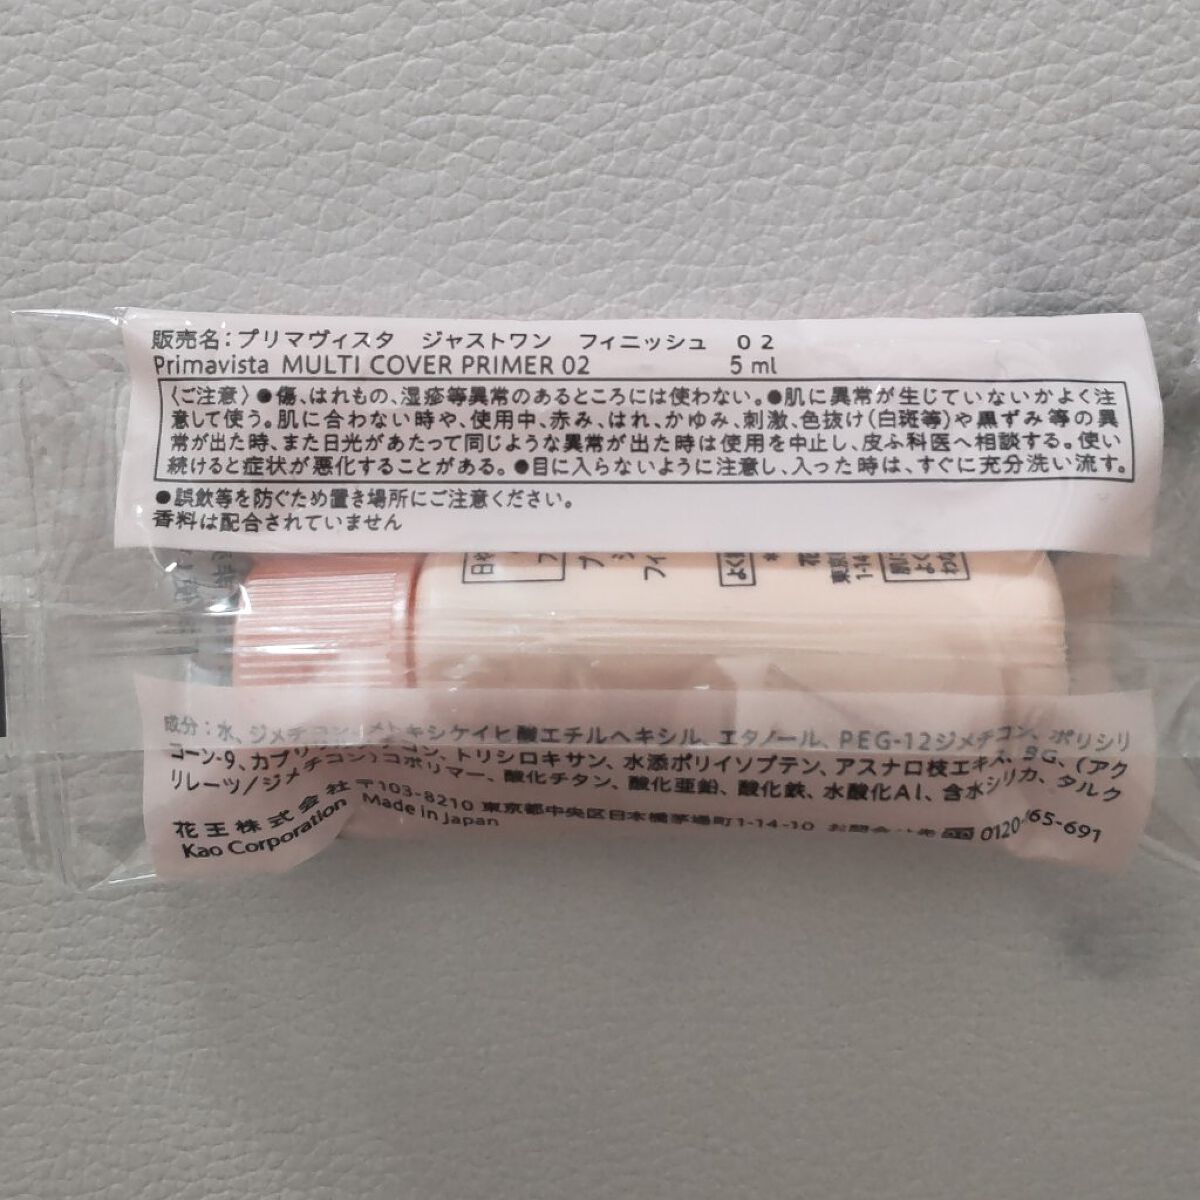 販売名：プリマヴィスタ　ジャストワン　フィニッシュ　０２
Primavista MULTI COVER PRIMER 02 5 ml
〈ご注意〉●傷、はれもの、湿疹等異常のあるところには使わない。●肌に異常が生じていないかよく注
意して使う。肌に合わない時や、使用中、赤み、はれ、かゆみ、刺激、色抜け(白斑等)や黒ずみ等の異
常が出た時、また日光があたって同じような異常が出た時は使用を中止し、皮ふ科医へ相談する。使い
続けると症状が悪化することがある。●目に入らないように注意し、入った時は、すぐに充分洗い流す。
●誤飲等を防ぐため置き場所にご注意ください。
香料は配合されていません
成分：水、ジメチコン、メトキシケイヒ酸エチルヘキシル、エタノール、PEG-12ジメチコン、ポリシリ
コーン-9、トリシロキサン、水添ポリイソブテン、アスナロ枝エキス、BG、(アク
リレーツ/ジメチコン)コポリマー、酸化チタン、酸化亜鉛、酸化鉄、水酸化Al、含水シリカ、タルク
花王株式会社 〒103-8210 東京都中央区日本橋茅場町1-14-10 0120-165-691
Kao Corporation Made in Japan